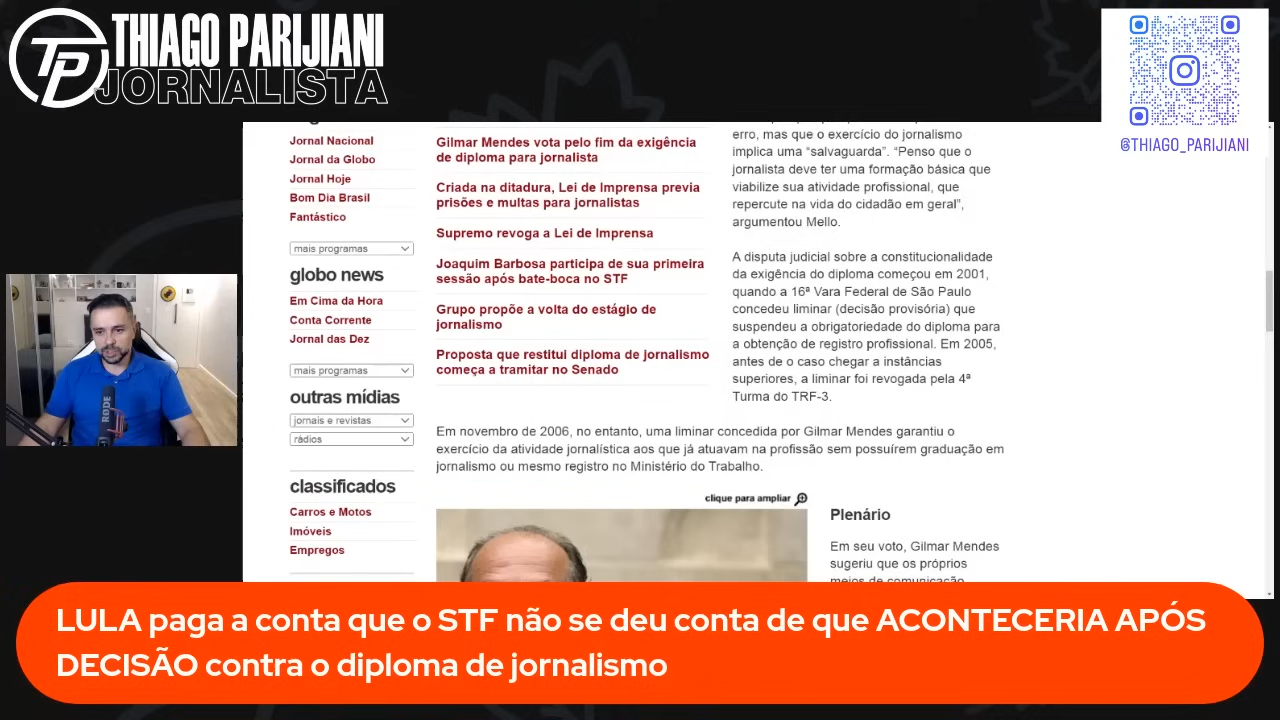 TP THIAGO PARIJIANI
JORNALISTA
@THIAGO_PARIJIANI
Jornal Nacional
Jornal da Globo
Jornal Hoje
Bom Dia Brasil
Fantástico
mais programas
globo news
Em Cima da Hora
Conta Corrente
Jornal das Dez
mais programas
outras mídias
jornais e revistas
rádios
classificados
Carros e Motos
Imóveis
Empregos
Gilmar Mendes vota pelo fim da exigência
de diploma para jornalista
Criada na ditadura, Lei de Imprensa previa
prisões e multas para jornalistas
Supremo revoga a Lei de Imprensa
Joaquim Barbosa participa de sua primeira
sessão após bate-boca no STF
Grupo propõe a volta do estágio de
jornalismo
Proposta que restitui diploma de jornalismo
começa a tramitar no Senado
erro, mas que o exercício do jornalismo
implica uma “salvaguarda”. “Penso que o
jornalista deve ter uma formação básica que
viabilize sua atividade profissional, que
repercute na vida do cidadão em geral”,
argumentou Mello.
A disputa judicial sobre a constitucionalidade
da exigência do diploma começou em 2001,
quando a 16ª Vara Federal de São Paulo
concedeu liminar (decisão provisória) que
suspendeu a obrigatoriedade do diploma para
a obtenção de registro profissional. Em 2005,
antes de o caso chegar a instâncias
superiores, a liminar foi revogada pela 4ª
Turma do TRF-3.
Em novembro de 2006, no entanto, uma liminar concedida por Gilmar Mendes garantiu o
exercício da atividade jornalística aos que já atuavam na profissão sem possuírem graduação em
jornalismo ou mesmo registro no Ministério do Trabalho.
clique para ampliar
Plenário
Em seu voto, Gilmar Mendes
sugeriu que os próprios
meios de comunicação
RØDE
LULA paga a conta que o STF não se deu conta de que ACONTECERIA APÓS
DECISÃO contra o diploma de jornalismo